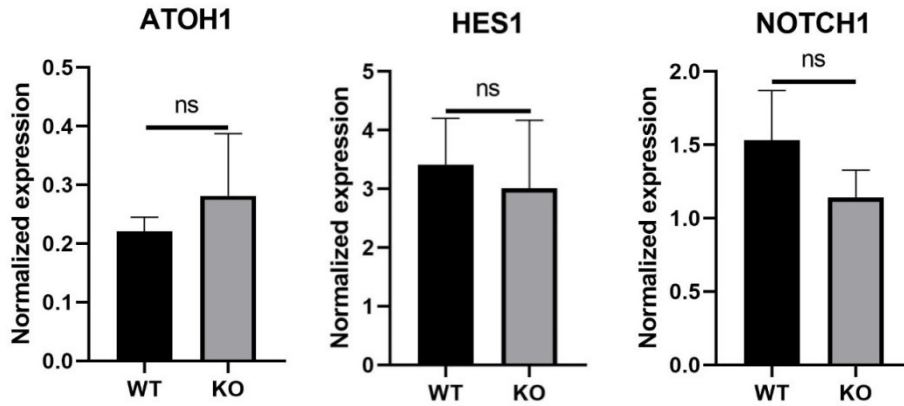 ATOH1
Normalized expression
0.5
0.4
0.3
0.2
0.1
0.0
ns
WT KO
HES1
Normalized expression
5
4
3
2
1
0
ns
WT KO
NOTCH1
Normalized expression
2.0
1.5
1.0
0.5
0.0
ns
WT KO